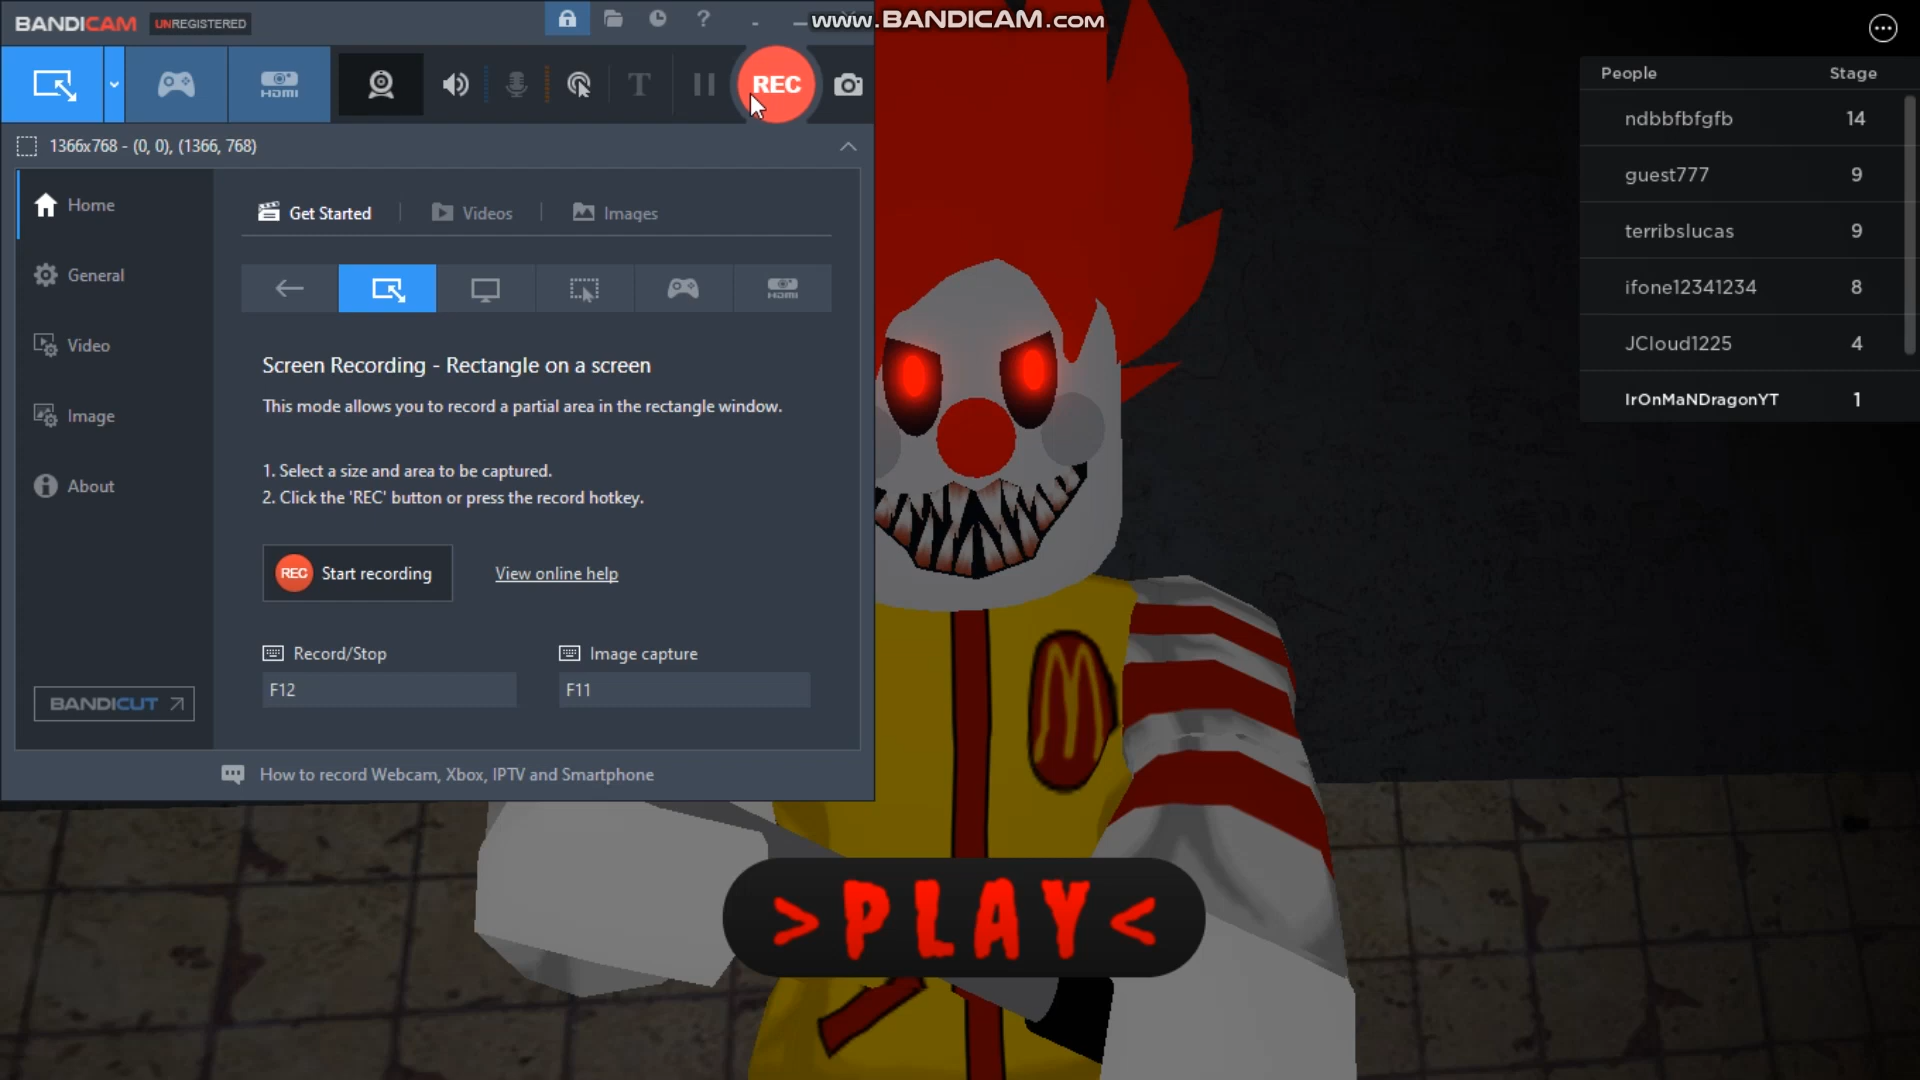 BANDICAM UNREGISTERED
www.BANDICAM.com
HDMI
T
REC
1366x768 - (0, 0), (1366, 768)
Home
General
Video
Image
About
BANDICUT
Get Started
Videos
Images
HDMI
Screen Recording - Rectangle on a screen
This mode allows you to record a partial area in the rectangle window.
1. Select a size and area to be captured.
2. Click the 'REC' button or press the record hotkey.
REC Start recording
View online help
Record/Stop
Image capture
F12
F11
How to record Webcam, Xbox, IPTV and Smartphone
People Stage
ndbbfbfgfb 14
guest777 9
terribslucas 9
ifone12341234 8
JCloud1225 4
IrOnMaNDragonYT 1
M
>PLAY<